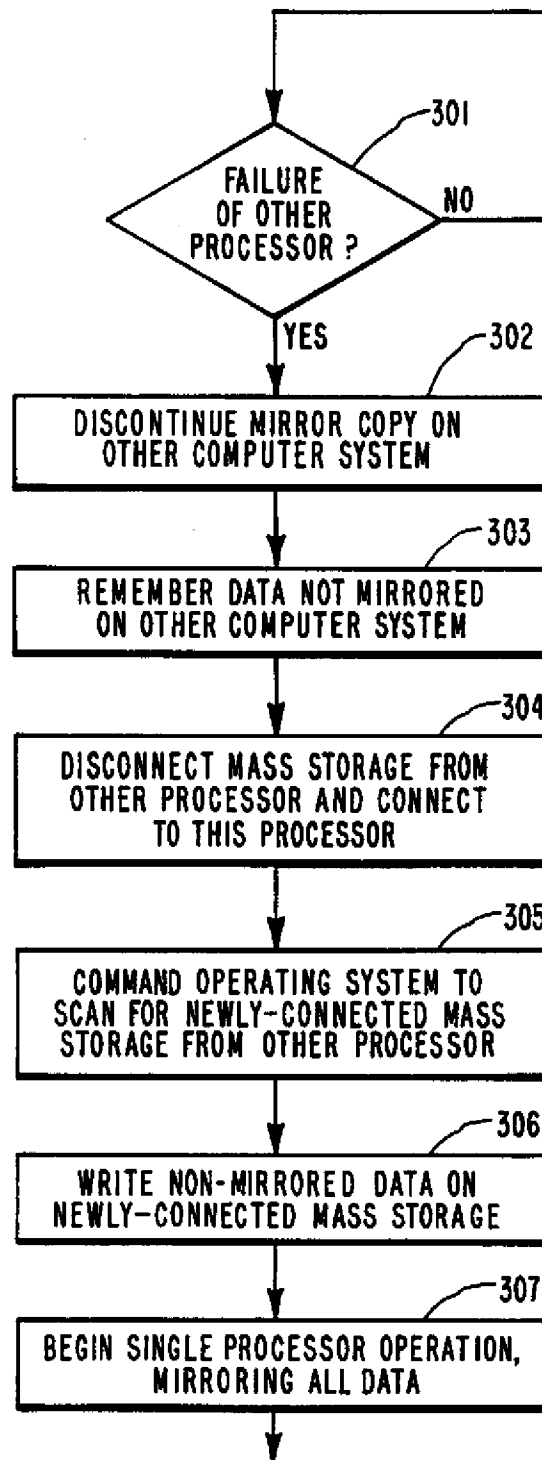 301
FAILURE
OF OTHER
PROCESSOR ?
NO
YES
302
DISCONTINUE MIRROR COPY ON
OTHER COMPUTER SYSTEM
303
REMEMBER DATA NOT MIRRORED
ON OTHER COMPUTER SYSTEM
304
DISCONNECT MASS STORAGE FROM
OTHER PROCESSOR AND CONNECT
TO THIS PROCESSOR
305
COMMAND OPERATING SYSTEM TO
SCAN FOR NEWLY-CONNECTED MASS
STORAGE FROM OTHER PROCESSOR
306
WRITE NON-MIRRORED DATA ON
NEWLY-CONNECTED MASS STORAGE
307
BEGIN SINGLE PROCESSOR OPERATION,
MIRRORING ALL DATA